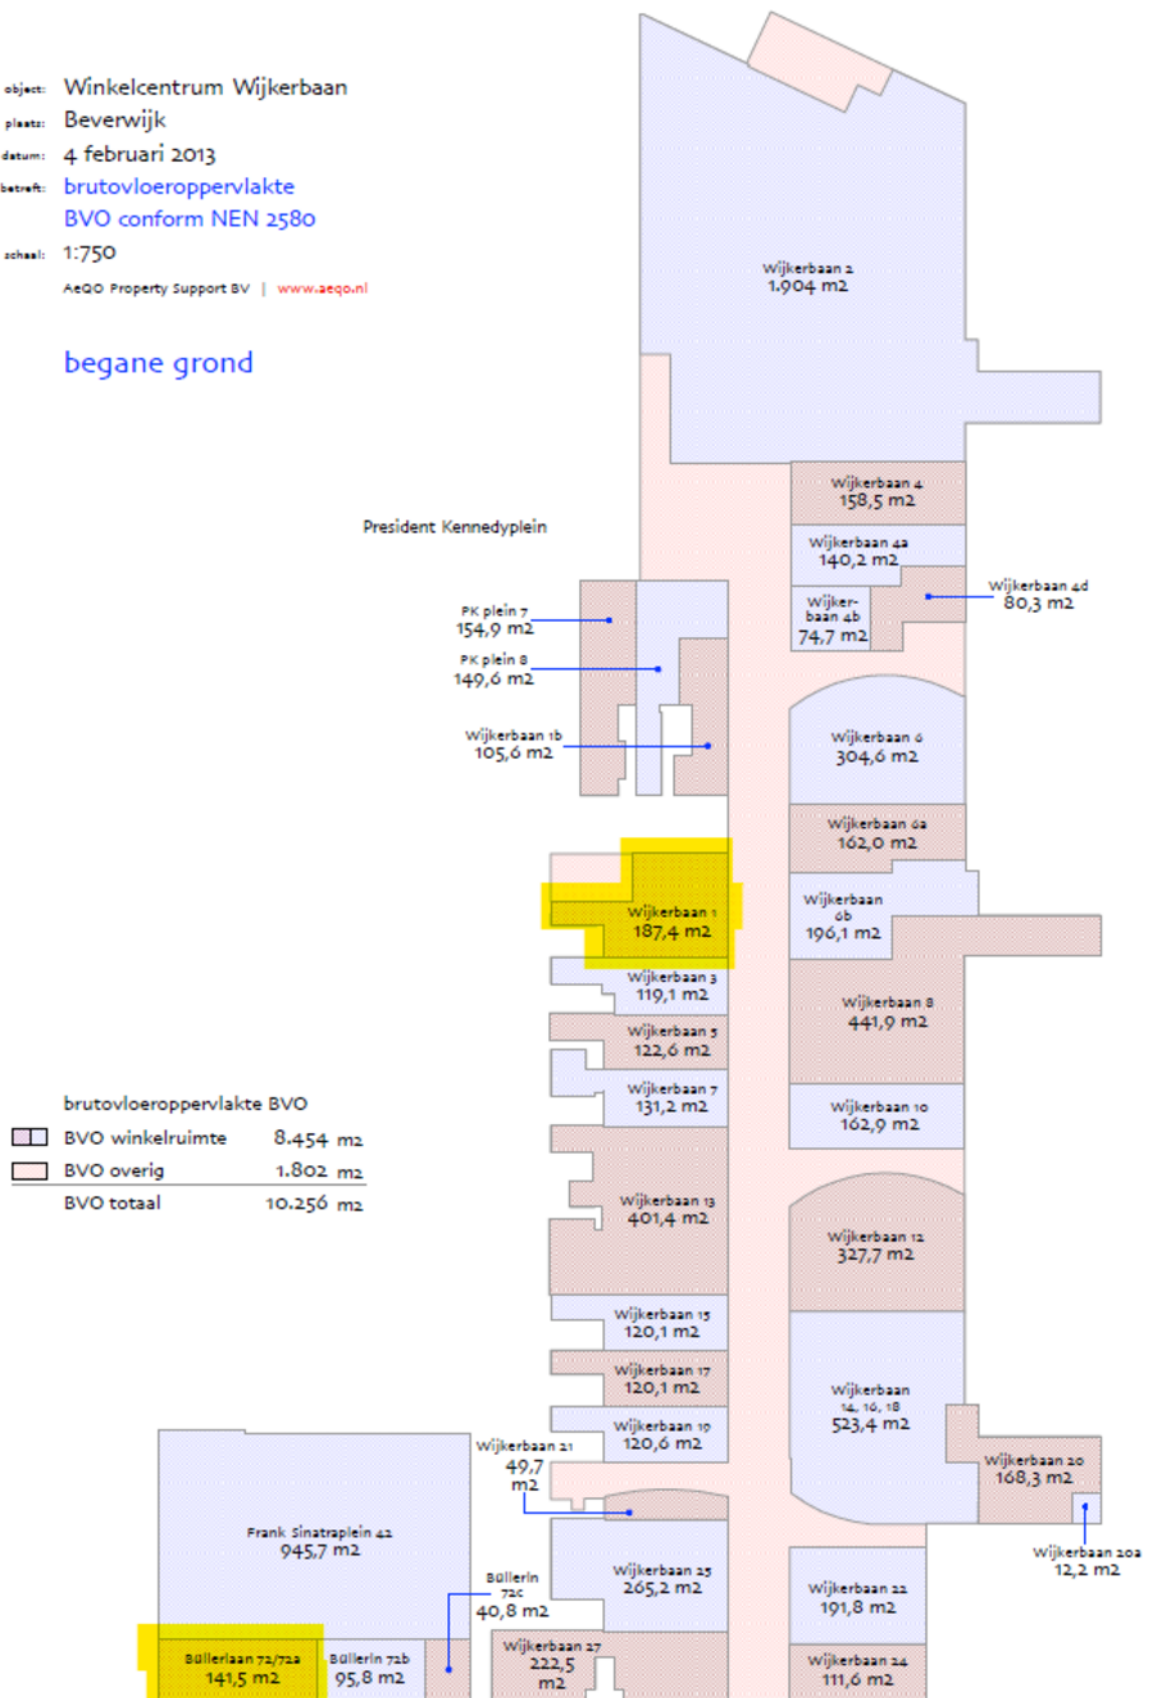 object: Winkelcentrum Wijkerbaan
plaats: Beverwijk
datum: 4 februari 2013
betreft: brutovloeroppervlakte
BVO conform NEN 2580
schaal: 1:750
AeQO Property Support BV | www.aeqo.nl
begane grond
Wijkerbaan 2
1.904 m2
President Kennedyplein
Wijkerbaan 4
158,5 m2
Wijkerbaan 4a
140,2 m2
Wijker-
baan 4b
74,7 m2
Wijkerbaan 4d
80,3 m2
PK plein 7
154,9 m2
PK plein 8
149,6 m2
Wijkerbaan 1b
105,6 m2
Wijkerbaan 6
304,6 m2
Wijkerbaan 6a
162,0 m2
Wijkerbaan
6b
196,1 m2
Wijkerbaan 1
187,4 m2
Wijkerbaan 3
119,1 m2
Wijkerbaan 5
122,6 m2
Wijkerbaan 7
131,2 m2
Wijkerbaan 8
441,9 m2
Wijkerbaan 10
162,9 m2
brutovloeroppervlakte BVO
BVO winkelruimte 8.454 m2
BVO overig 1.802 m2
BVO totaal 10.256 m2
Wijkerbaan 13
401,4 m2
Wijkerbaan 12
327,7 m2
Wijkerbaan 15
120,1 m2
Wijkerbaan 17
120,1 m2
Wijkerbaan 19
120,6 m2
Wijkerbaan
14, 16, 18
523,4 m2
Wijkerbaan 21
49,7
m2
Wijkerbaan 20
168,3 m2
Wijkerbaan 20a
12,2 m2
Frank Sinatraplein 42
945,7 m2
Büllerln
72c
40,8 m2
Wijkerbaan 25
265,2 m2
Wijkerbaan 22
191,8 m2
Büllerlaan 72/72a
141,5 m2
Büllerln 72b
95,8 m2
Wijkerbaan 27
222,5
m2
Wijkerbaan 24
111,6 m2